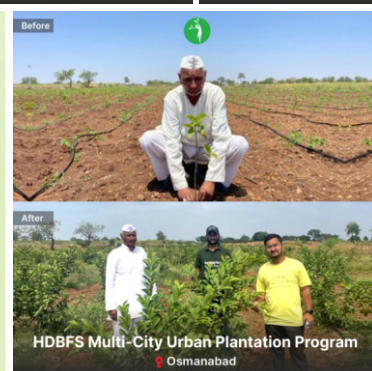 Before
After
HDBFS Multi-City Urban Plantation Program
Osmanabad